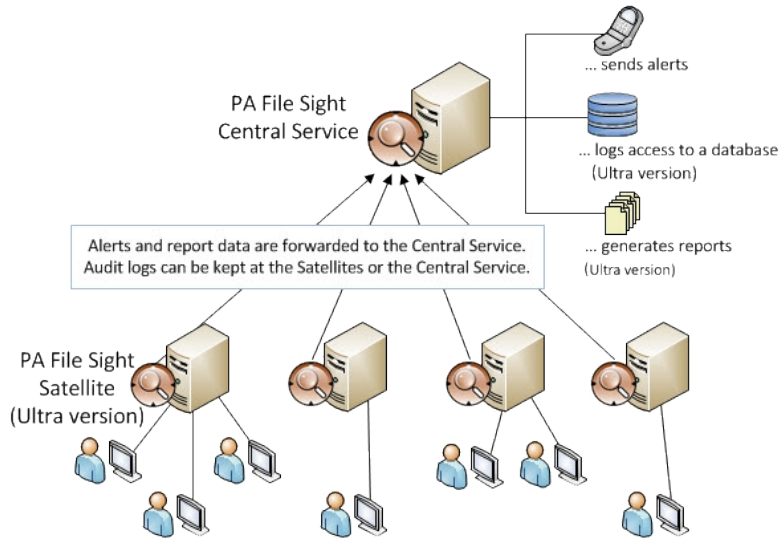 PA File Sight
Central Service
... sends alerts
... logs access to a database
(Ultra version)
... generates reports
(Ultra version)
Alerts and report data are forwarded to the Central Service.
Audit logs can be kept at the Satellites or the Central Service.
PA File Sight
Satellite
(Ultra version)